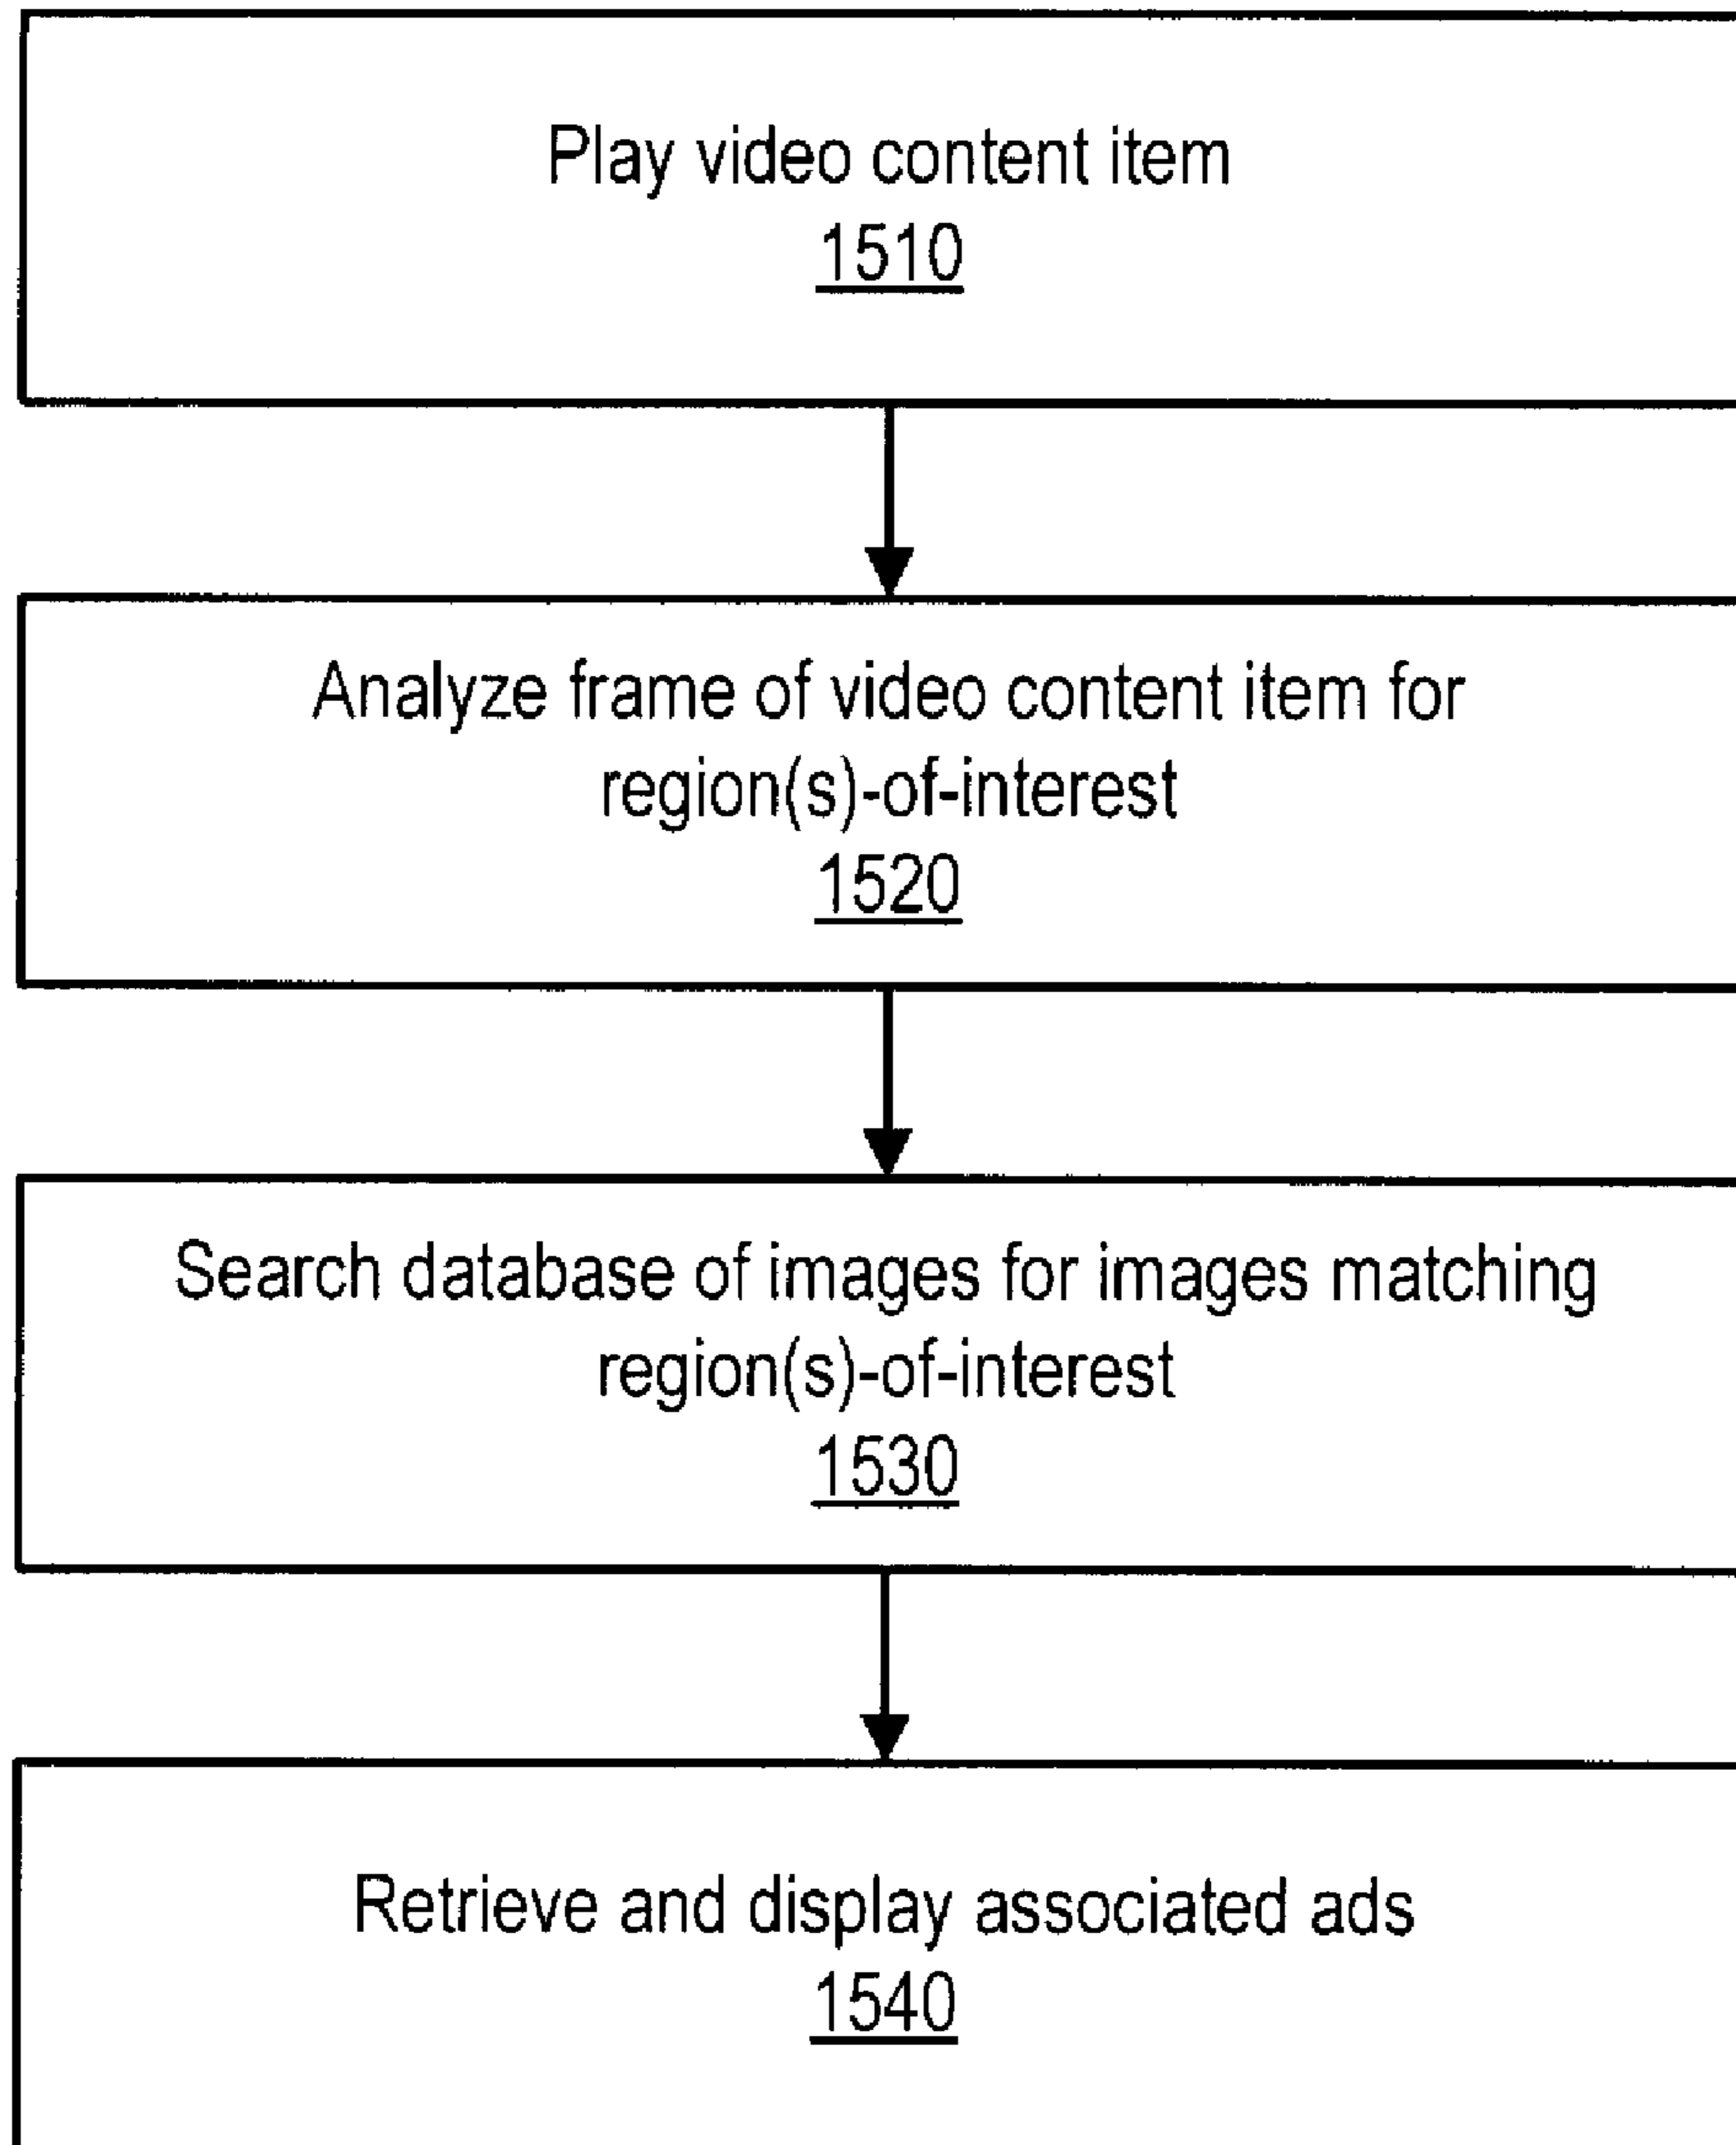 Play video content item
1510
Analyze frame of video content item for
region(s)-of-interest
1520
Search database of images for images matching
region(s)-of-interest
1530
Retrieve and display associated ads
1540